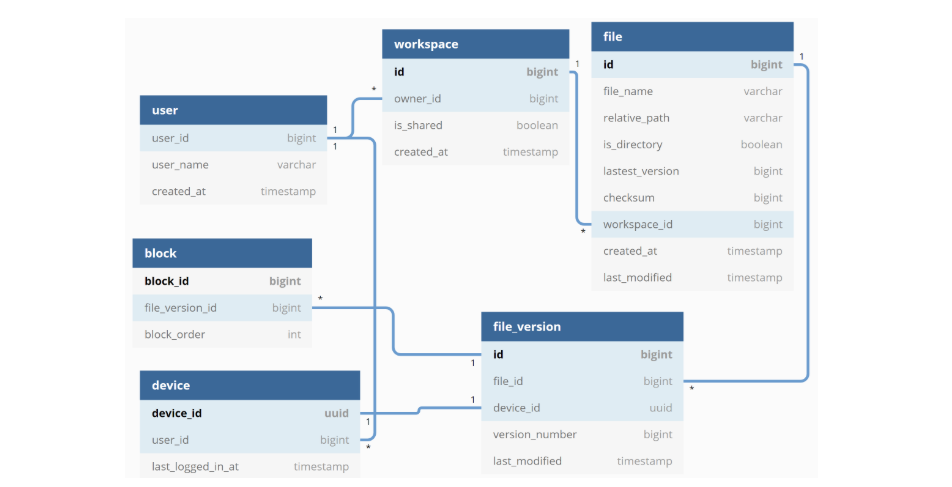 user
user_id bigint
user_name varchar
created_at timestamp
workspace
id bigint
owner_id bigint
is_shared boolean
created_at timestamp
file
id bigint
file_name varchar
relative_path varchar
is_directory boolean
lastest_version bigint
checksum bigint
workspace_id bigint
created_at timestamp
last_modified timestamp
block
block_id bigint
file_version_id bigint
block_order int
device
device_id uuid
user_id bigint
last_logged_in_at timestamp
file_version
id bigint
file_id bigint
device_id uuid
version_number bigint
last_modified timestamp
1
1
*
1
*
1
*
1
*
1
1
*